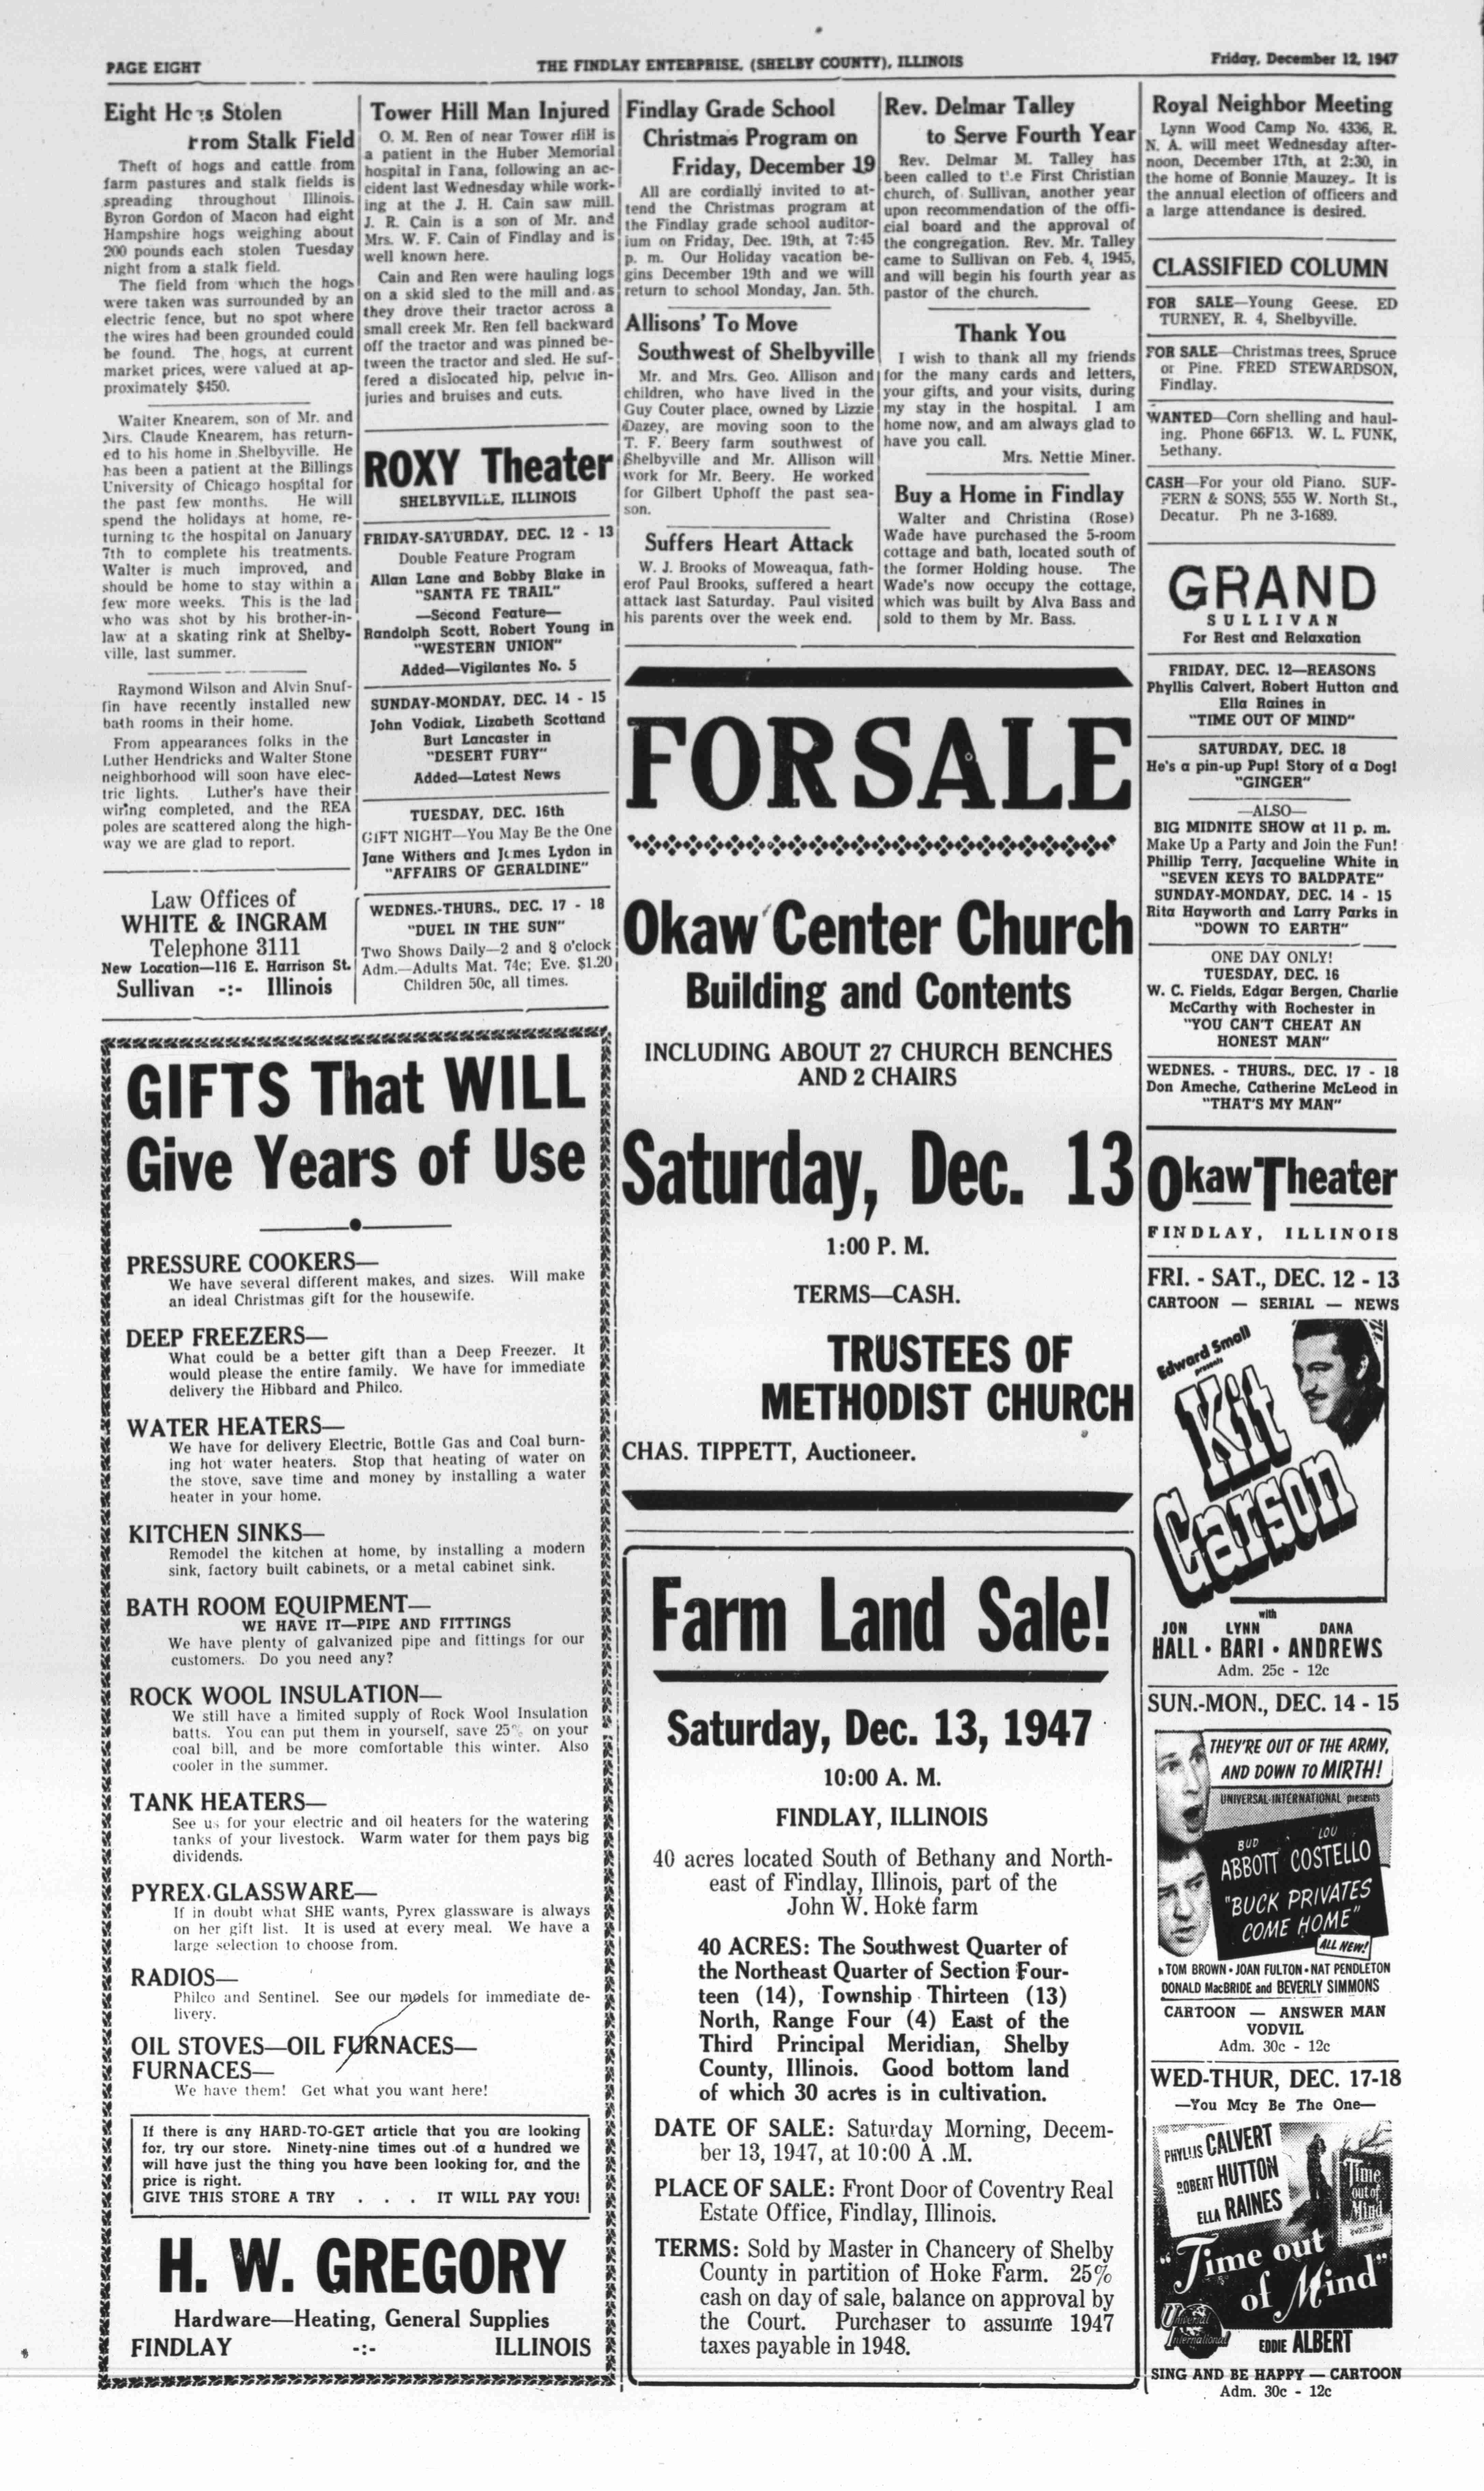 PAGE EIGHT
THE FINDLAY ENTERPRISE, (SHELBY COUNTY), ILLINOIS
Friday, December 12, 1947
Eight Hogs Stolen
From Stalk Field
Theft of hogs and cattle from
farm pastures and stalk fields is
spreading throughout Illinois.
Byron Gordon of Macon had eight
Hampshire hogs weighing about
200 pounds each stolen Tuesday
night from a stalk field.
The field from which the hogs
were taken was surrounded by an
electric fence, but no spot where
the wires had been grounded could
be found. The hogs, at current
market prices, were valued at ap-
proximately $450.
Walter Knearem, son of Mr. and
Mrs. Claude Knearem, has return-
ed to his home in Shelbyville. He
has been a patient at the Billings
University of Chicago hospital for
the past few months. He will
spend the holidays at home, re-
turning to the hospital on January
7th to complete his treatments.
Walter is much improved, and
should be home to stay within a
few more weeks. This is the lad
who was shot by his brother-in-
law at a skating rink at Shelby-
ville, last summer.
Raymond Wilson and Alvin Snuf-
fin have recently installed new
bath rooms in their home.
From appearances folks in the
Luther Hendricks and Walter Stone
neighborhood will soon have elec-
tric lights. Luther's have their
wiring completed, and the REA
poles are scattered along the high-
way we are glad to report.
Law Offices of
WHITE & INGRAM
Telephone 3111
New Location—116 E. Harrison St.
Sullivan -:- Illinois
Tower Hill Man Injured
O. M. Ren of near Tower Hill is
a patient in the Huber Memorial
hospital in Pana, following an ac-
cident last Wednesday while work-
ing at the J. H. Cain saw mill.
J. R. Cain is a son of Mr. and
Mrs. W. F. Cain of Findlay and is
well known here.
Cain and Ren were hauling logs
on a skid sled to the mill and as
they drove their tractor across a
small creek Mr. Ren fell backward
off the tractor and was pinned be-
tween the tractor and sled. He suf-
fered a dislocated hip, pelvic in-
juries and bruises and cuts.
ROXY Theater
SHELBYVILLE, ILLINOIS
FRIDAY-SATURDAY, DEC. 12 - 13
Double Feature Program
Allan Lane and Bobby Blake in
"SANTA FE TRAIL"
—Second Feature—
Randolph Scott, Robert Young in
"WESTERN UNION"
Added—Vigilantes No. 5
SUNDAY-MONDAY, DEC. 14 - 15
John Vodiak, Lizabeth Scottand
Burt Lancaster in
"DESERT FURY"
Added—Latest News
TUESDAY, DEC. 16th
GIFT NIGHT—You May Be the One
Jane Withers and James Lydon in
"AFFAIRS OF GERALDINE"
WEDNES.-THURS., DEC. 17 - 18
"DUEL IN THE SUN"
Two Shows Daily—2 and 8 o'clock
Adm.—Adults Mat. 74c; Eve. $1.20
Children 50c, all times.
Findlay Grade School
Christmas Program on
Friday, December 19
All are cordially invited to at-
tend the Christmas program at
the Findlay grade school auditor-
ium on Friday, Dec. 19th, at 7:45
p. m. Our Holiday vacation be-
gins December 19th and we will
return to school Monday, Jan. 5th.
Allisons' To Move
Southwest of Shelbyville
Mr. and Mrs. Geo. Allison and
children, who have lived in the
Guy Couter place, owned by Lizzie
Dazey, are moving soon to the
T. F. Beery farm southwest of
Shelbyville and Mr. Allison will
work for Mr. Beery. He worked
for Gilbert Uphoff the past sea-
son.
Suffers Heart Attack
W. J. Brooks of Moweaqua, fath-
erof Paul Brooks, suffered a heart
attack last Saturday. Paul visited
his parents over the week end.
Rev. Delmar Talley
to Serve Fourth Year
Rev. Delmar M. Talley has
been called to the First Christian
church, of Sullivan, another year
upon recommendation of the offi-
cial board and the approval of
the congregation. Rev. Mr. Talley
came to Sullivan on Feb. 4, 1945,
and will begin his fourth year as
pastor of the church.
Thank You
I wish to thank all my friends
for the many cards and letters,
your gifts, and your visits, during
my stay in the hospital. I am
home now, and am always glad to
have you call.
Mrs. Nettie Miner.
Buy a Home in Findlay
Walter and Christina (Rose)
Wade have purchased the 5-room
cottage and bath, located south of
the former Holding house. The
Wade's now occupy the cottage,
which was built by Alva Bass and
sold to them by Mr. Bass.
Royal Neighbor Meeting
Lynn Wood Camp No. 4336, R.
N. A. will meet Wednesday after-
noon, December 17th, at 2:30, in
the home of Bonnie Mauzey. It is
the annual election of officers and
a large attendance is desired.
CLASSIFIED COLUMN
FOR SALE—Young Geese. ED
TURNEY, R. 4, Shelbyville.
FOR SALE—Christmas trees, Spruce
or Pine. FRED STEWARDSON,
Findlay.
WANTED—Corn shelling and haul-
ing. Phone 66F13. W. L. FUNK,
Bethany.
CASH—For your old Piano. SUF-
FERN & SONS, 555 W. North St.,
Decatur. Ph ne 3-1689.
GRAND
SULLIVAN
For Rest and Relaxation
FRIDAY, DEC. 12—REASONS
Phyllis Calvert, Robert Hutton and
Ella Raines in
"TIME OUT OF MIND"
SATURDAY, DEC. 18
He's a pin-up Pup! Story of a Dog!
"GINGER"
—ALSO—
BIG MIDNITE SHOW at 11 p. m.
Make Up a Party and Join the Fun!
Phillip Terry, Jacqueline White in
"SEVEN KEYS TO BALDPATE"
SUNDAY-MONDAY, DEC. 14 - 15
Rita Hayworth and Larry Parks in
"DOWN TO EARTH"
ONE DAY ONLY!
TUESDAY, DEC. 16
W. C. Fields, Edgar Bergen, Charlie
McCarthy with Rochester in
"YOU CAN'T CHEAT AN
HONEST MAN"
WEDNES. - THURS., DEC. 17 - 18
Don Ameche, Catherine McLeod in
"THAT'S MY MAN"
GIFTS That WILL
Give Years of Use
PRESSURE COOKERS—
We have several different makes, and sizes. Will make
an ideal Christmas gift for the housewife.
DEEP FREEZERS—
What could be a better gift than a Deep Freezer. It
would please the entire family. We have for immediate
delivery the Hibbard and Philco.
WATER HEATERS—
We have for delivery Electric, Bottle Gas and Coal burn-
ing hot water heaters. Stop that heating of water on
the stove, save time and money by installing a water
heater in your home.
KITCHEN SINKS—
Remodel the kitchen at home, by installing a modern
sink, factory built cabinets, or a metal cabinet sink.
BATH ROOM EQUIPMENT—
WE HAVE IT—PIPE AND FITTINGS
We have plenty of galvanized pipe and fittings for our
customers. Do you need any?
ROCK WOOL INSULATION—
We still have a limited supply of Rock Wool Insulation
batts. You can put them in yourself, save 25% on your
coal bill, and be more comfortable this winter. Also
cooler in the summer.
TANK HEATERS—
See us for your electric and oil heaters for the watering
tanks of your livestock. Warm water for them pays big
dividends.
PYREX GLASSWARE—
If in doubt what SHE wants, Pyrex glassware is always
on her gift list. It is used at every meal. We have a
large selection to choose from.
RADIOS—
Philco and Sentinel. See our models for immediate de-
livery.
OIL STOVES—OIL FURNACES—
FURNACES—
We have them! Get what you want here!
If there is any HARD-TO-GET article that you are looking
for, try our store. Ninety-nine times out of a hundred we
will have just the thing you have been looking for, and the
price is right.
GIVE THIS STORE A TRY . . . IT WILL PAY YOU!
H. W. GREGORY
Hardware—Heating, General Supplies
FINDLAY -:- ILLINOIS
FOR SALE
Okaw Center Church
Building and Contents
INCLUDING ABOUT 27 CHURCH BENCHES
AND 2 CHAIRS
Saturday, Dec. 13
1:00 P. M.
TERMS—CASH.
TRUSTEES OF
METHODIST CHURCH
CHAS. TIPPETT, Auctioneer.
Farm Land Sale!
Saturday, Dec. 13, 1947
10:00 A. M.
FINDLAY, ILLINOIS
40 acres located South of Bethany and North-
east of Findlay, Illinois, part of the
John W. Hoke farm
40 ACRES: The Southwest Quarter of
the Northeast Quarter of Section Four-
teen (14), Township Thirteen (13)
North, Range Four (4) East of the
Third Principal Meridian, Shelby
County, Illinois. Good bottom land
of which 30 acres is in cultivation.
DATE OF SALE: Saturday Morning, Decem-
ber 13, 1947, at 10:00 A .M.
PLACE OF SALE: Front Door of Coventry Real
Estate Office, Findlay, Illinois.
TERMS: Sold by Master in Chancery of Shelby
County in partition of Hoke Farm. 25%
cash on day of sale, balance on approval by
the Court. Purchaser to assume 1947
taxes payable in 1948.
Okaw Theater
FINDLAY, ILLINOIS
FRI. - SAT., DEC. 12 - 13
CARTOON — SERIAL — NEWS
Edward Small
presents
Kit
Carson
with
JON LYNN DANA
HALL • BARI • ANDREWS
Adm. 25c - 12c
SUN.-MON., DEC. 14 - 15
THEY'RE OUT OF THE ARMY,
AND DOWN TO MIRTH!
UNIVERSAL-INTERNATIONAL presents
BUD LOU
ABBOTT COSTELLO
"BUCK PRIVATES
COME HOME"
ALL NEW!
TOM BROWN • JOAN FULTON • NAT PENDLETON
DONALD MacBRIDE and BEVERLY SIMMONS
CARTOON — ANSWER MAN
VODVIL
Adm. 30c - 12c
WED-THUR, DEC. 17-18
—You May Be The One—
PHYLLIS CALVERT
ROBERT HUTTON
ELLA RAINES
Time
out of
Mind
"Time out
of Mind"
Universal
International
EDDIE ALBERT
SING AND BE HAPPY — CARTOON
Adm. 30c - 12c